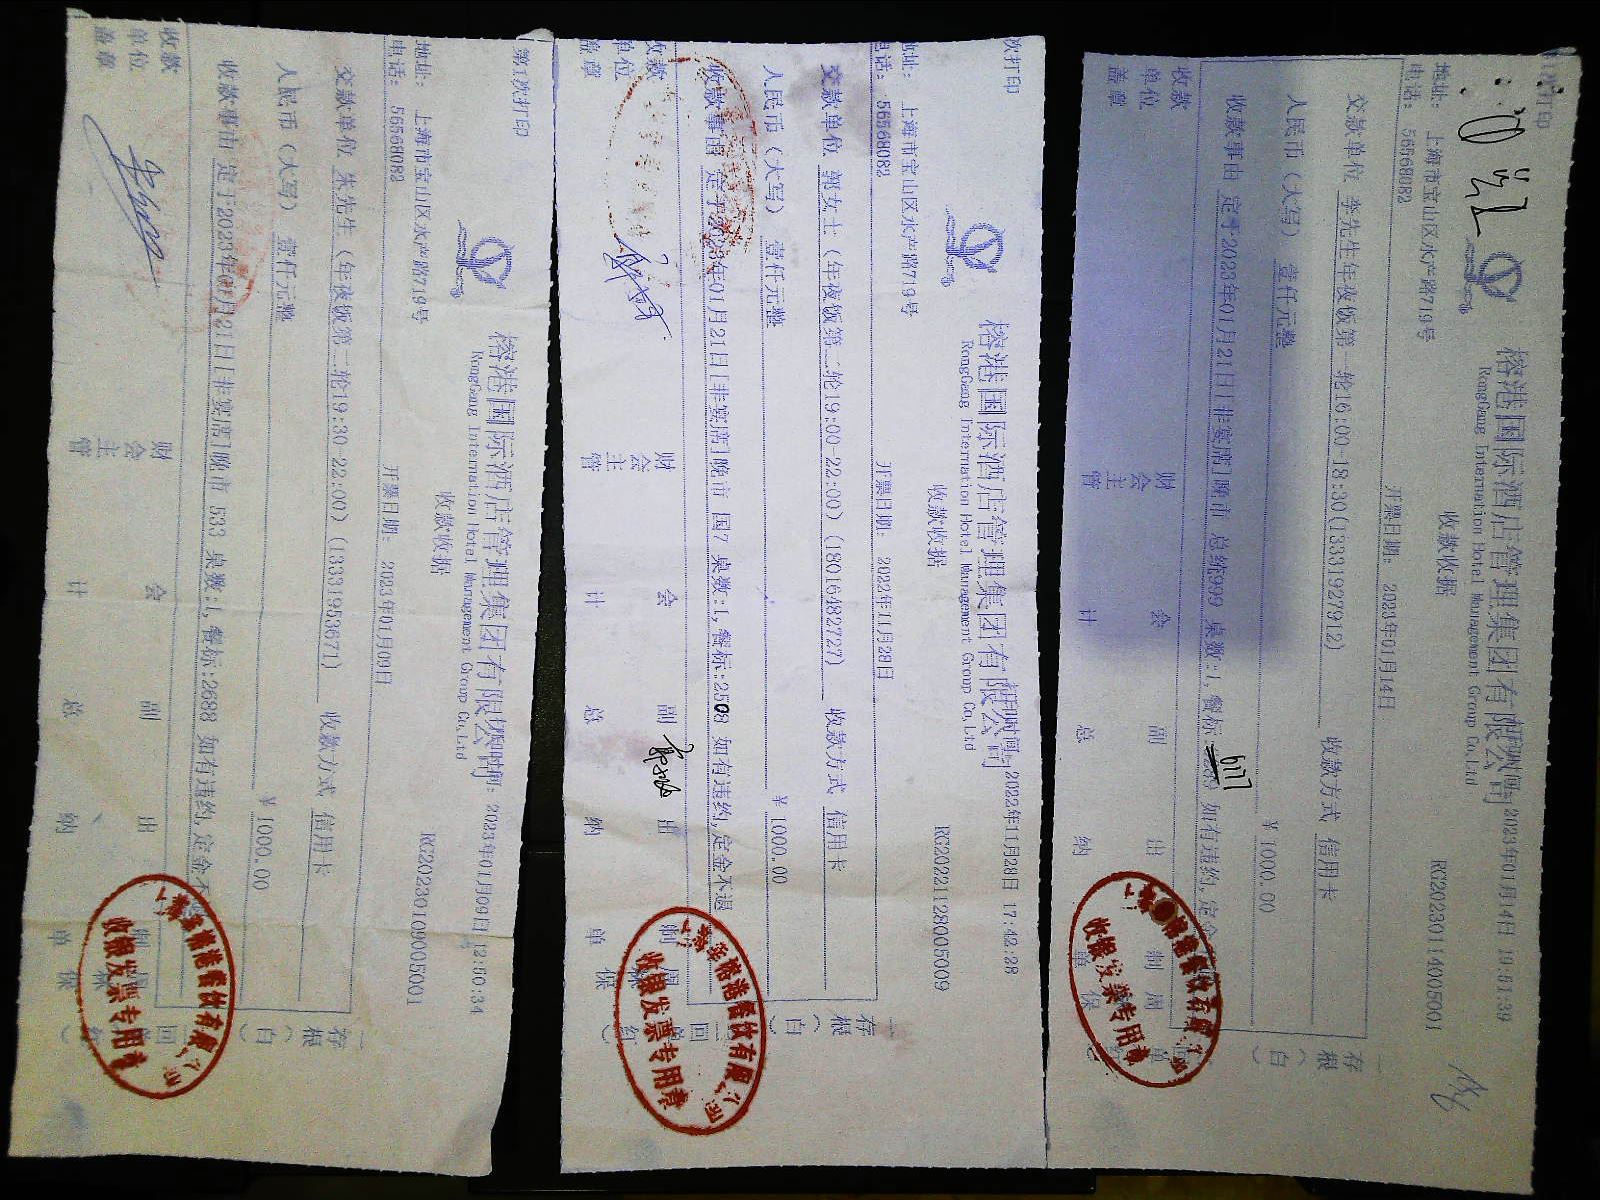 第1次打印
打印时间: 2023年01月09日 12:50:34
榕港国际酒店管理集团有限公司
RongGang Internation Hotel Management Group Co,Ltd
收款收据
RG20230109005001
地址: 上海市宝山区水产路719号
电话: 56568082
开票日期: 2023年01月09日
交款单位 朱先生(年夜饭第二轮19:30-22:00) (13331953671) 收款方式 信用卡
人民币(大写) 壹仟元整 ￥1000.00
收款事由 定于2023年01月21日[非宴席]晚市 533 桌数:1,餐标:2688 如有违约,定金不
收款单位盖章
财会主管
会计
副总
出纳
制单
一存根(白)
收银发票专用章
次打印
打印时间: 2022年11月28日 17:42:28
榕港国际酒店管理集团有限公司
RongGang Internation Hotel Management Group Co,Ltd
收款收据
RG20221128005009
地址: 上海市宝山区水产路719号
电话: 56568082
开票日期: 2022年11月28日
交款单位 郭女士(年夜饭第二轮19:00-22:00) (18016482727) 收款方式 信用卡
人民币(大写) 壹仟元整 ￥1000.00
收款事由 定于2023年01月21日[非宴席]晚市 国7 桌数:1,餐标:2508 如有违约,定金不退
收款单位盖章
财会主管
会计
副总
出纳
制单
一存根(白)
收银发票专用章
打印
打印时间: 2023年01月14日 10:51:39
榕港国际酒店管理集团有限公司
RongGang Internation Hotel Management Group Co,Ltd
收款收据
RG20230114005001
地址: 上海市宝山区水产路719号
电话: 56568082
开票日期: 2023年01月14日
交款单位 李先生年夜饭第一轮16:00-18:30(13331927912) 收款方式 信用卡
人民币(大写) 壹仟元整 ￥1000.00
收款事由 定于2023年01月21日[非宴席]晚市 总统999 桌数:1,餐标: 6177 如有违约,定金
收款单位盖章
财会主管
会计
副总
出纳
制单
一存根(白)
收银发票专用章